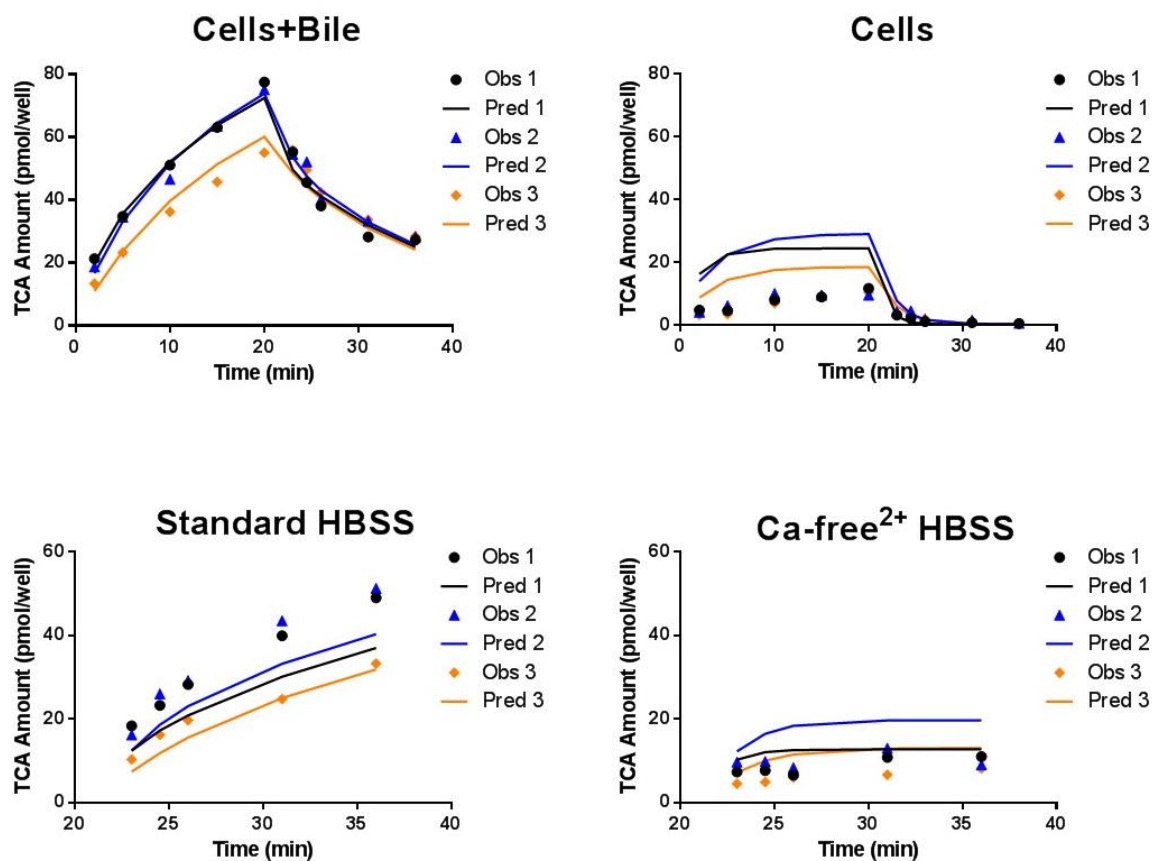 Cells+Bile
TCA Amount (pmol/well)
80
60
40
20
0
0 10 20 30 40
Time (min)
Obs 1
Pred 1
Obs 2
Pred 2
Obs 3
Pred 3
Cells
TCA Amount (pmol/well)
80
60
40
20
0
0 10 20 30 40
Time (min)
Obs 1
Pred 1
Obs 2
Pred 2
Obs 3
Pred 3
Standard HBSS
TCA Amount (pmol/well)
60
40
20
0
20 25 30 35 40
Time (min)
Obs 1
Pred 1
Obs 2
Pred 2
Obs 3
Pred 3
Ca-free²⁺ HBSS
TCA Amount (pmol/well)
60
40
20
0
20 25 30 35 40
Time (min)
Obs 1
Pred 1
Obs 2
Pred 2
Obs 3
Pred 3